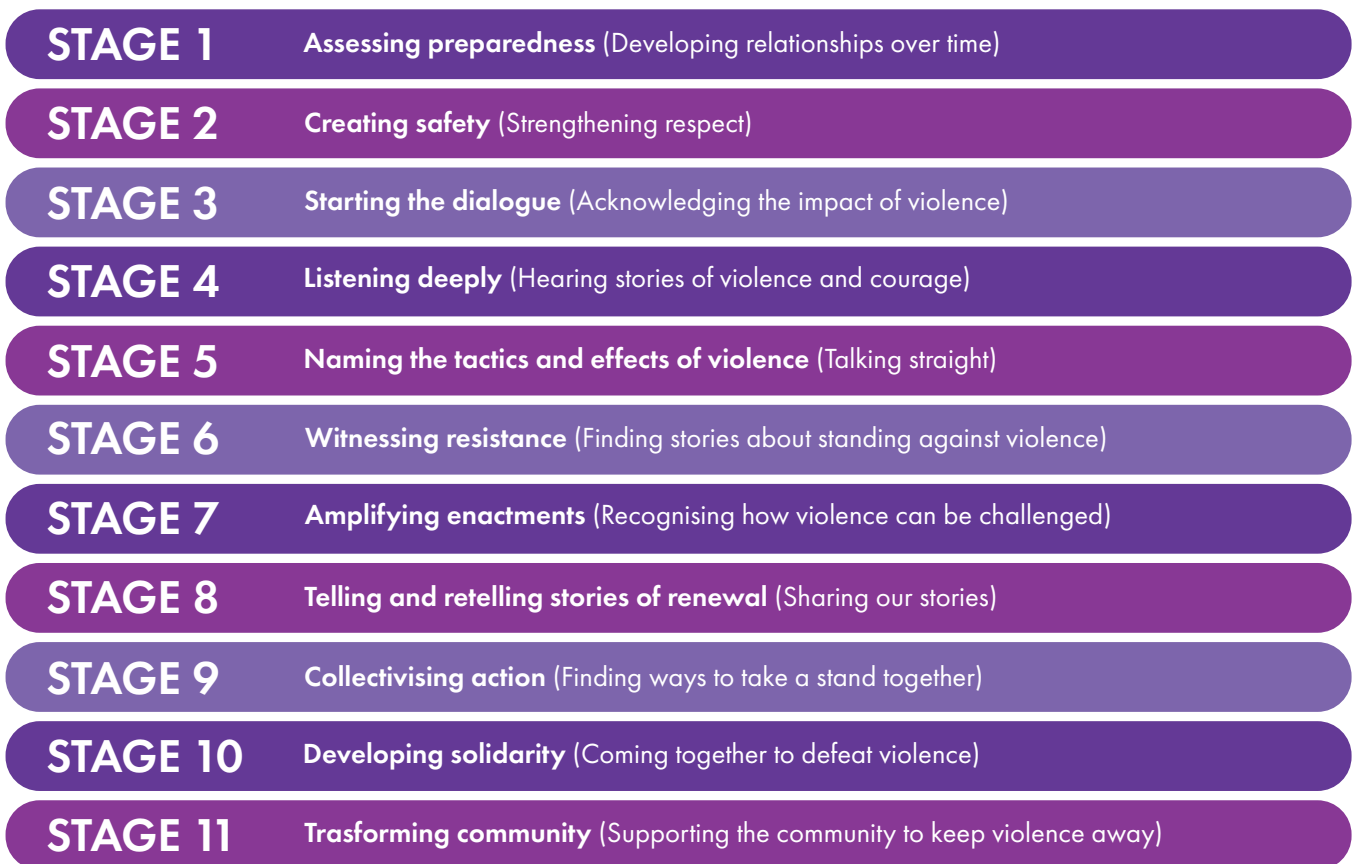 STAGE 1 Assessing preparedness (Developing relationships over time)
STAGE 2 Creating safety (Strengthening respect)
STAGE 3 Starting the dialogue (Acknowledging the impact of violence)
STAGE 4 Listening deeply (Hearing stories of violence and courage)
STAGE 5 Naming the tactics and effects of violence (Talking straight)
STAGE 6 Witnessing resistance (Finding stories about standing against violence)
STAGE 7 Amplifying enactments (Recognising how violence can be challenged)
STAGE 8 Telling and retelling stories of renewal (Sharing our stories)
STAGE 9 Collectivising action (Finding ways to take a stand together)
STAGE 10 Developing solidarity (Coming together to defeat violence)
STAGE 11 Trasforming community (Supporting the community to keep violence away)